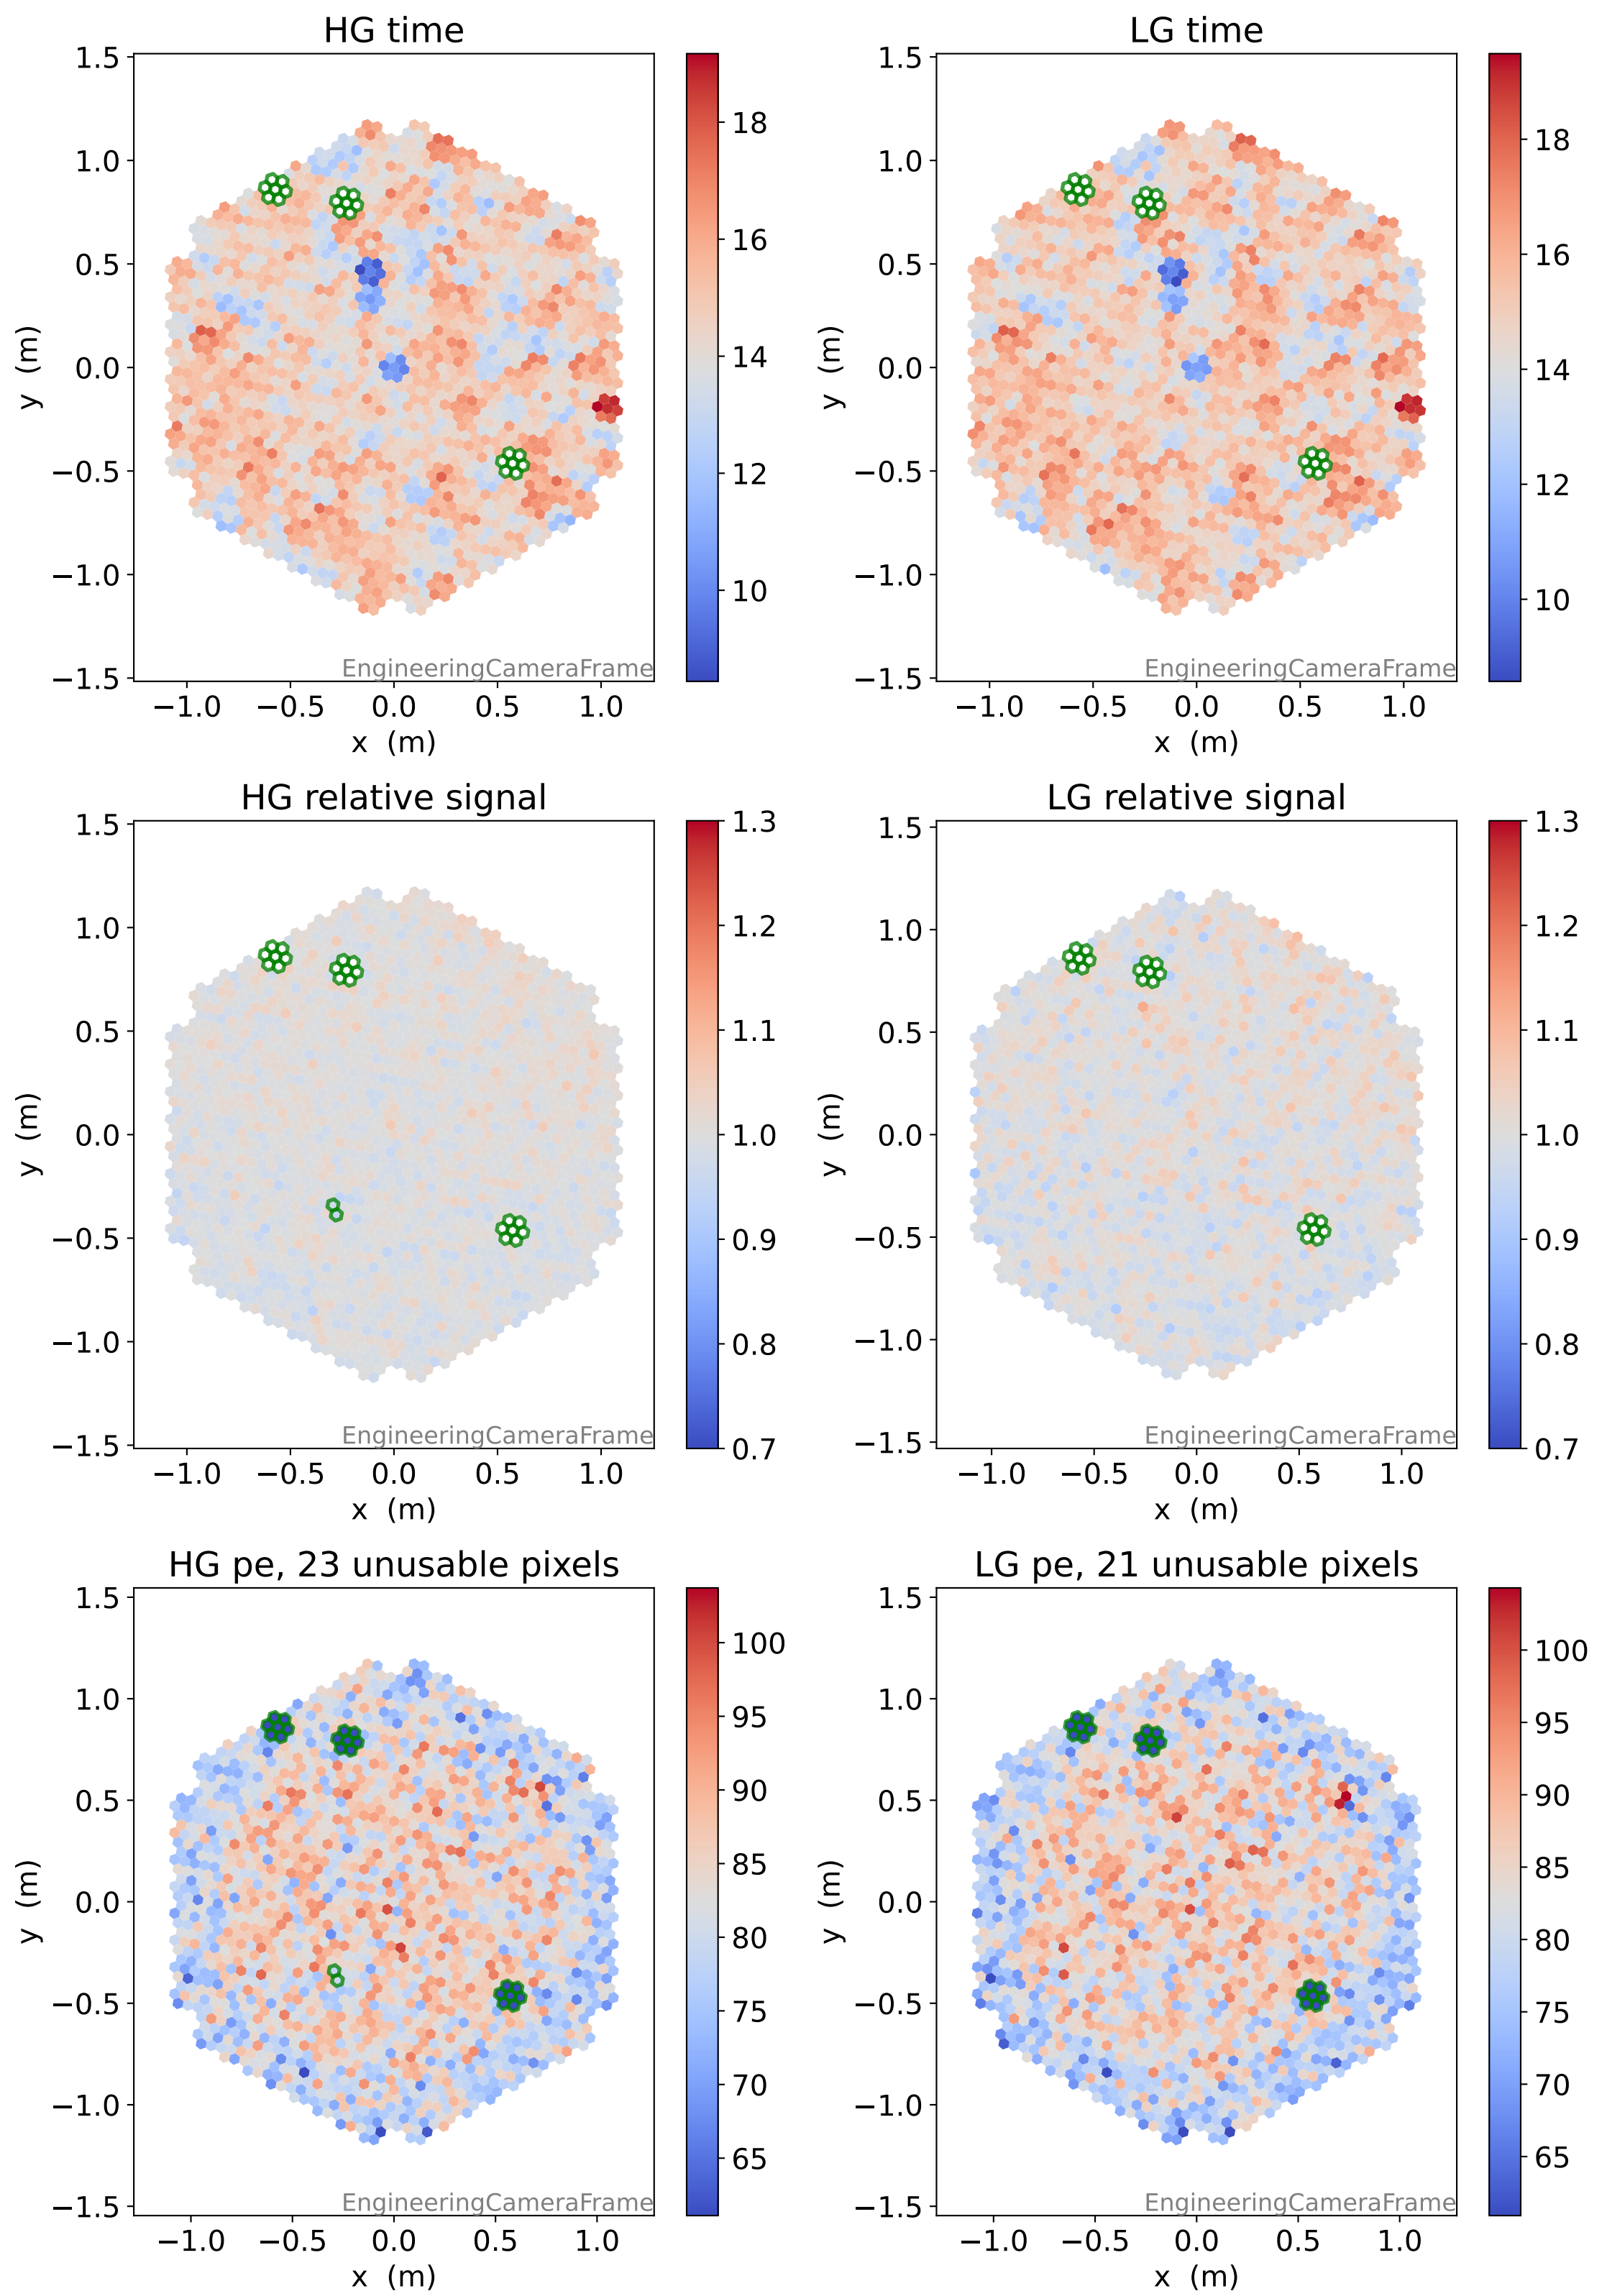 HG time
LG time
1.5
1.0
0.5
0.0
−0.5
−1.0
−1.5
y (m)
−1.0 −0.5 0.0 0.5 1.0
x (m)
EngineeringCameraFrame
18
16
14
12
10
1.5
1.0
0.5
0.0
−0.5
−1.0
−1.5
y (m)
−1.0 −0.5 0.0 0.5 1.0
x (m)
EngineeringCameraFrame
18
16
14
12
10
HG relative signal
LG relative signal
1.5
1.0
0.5
0.0
−0.5
−1.0
−1.5
y (m)
−1.0 −0.5 0.0 0.5 1.0
x (m)
EngineeringCameraFrame
1.3
1.2
1.1
1.0
0.9
0.8
0.7
1.5
1.0
0.5
0.0
−0.5
−1.0
−1.5
y (m)
−1.0 −0.5 0.0 0.5 1.0
x (m)
EngineeringCameraFrame
1.3
1.2
1.1
1.0
0.9
0.8
0.7
HG pe, 23 unusable pixels
LG pe, 21 unusable pixels
1.5
1.0
0.5
0.0
−0.5
−1.0
−1.5
y (m)
−1.0 −0.5 0.0 0.5 1.0
x (m)
EngineeringCameraFrame
100
95
90
85
80
75
70
65
1.5
1.0
0.5
0.0
−0.5
−1.0
−1.5
y (m)
−1.0 −0.5 0.0 0.5 1.0
x (m)
EngineeringCameraFrame
100
95
90
85
80
75
70
65